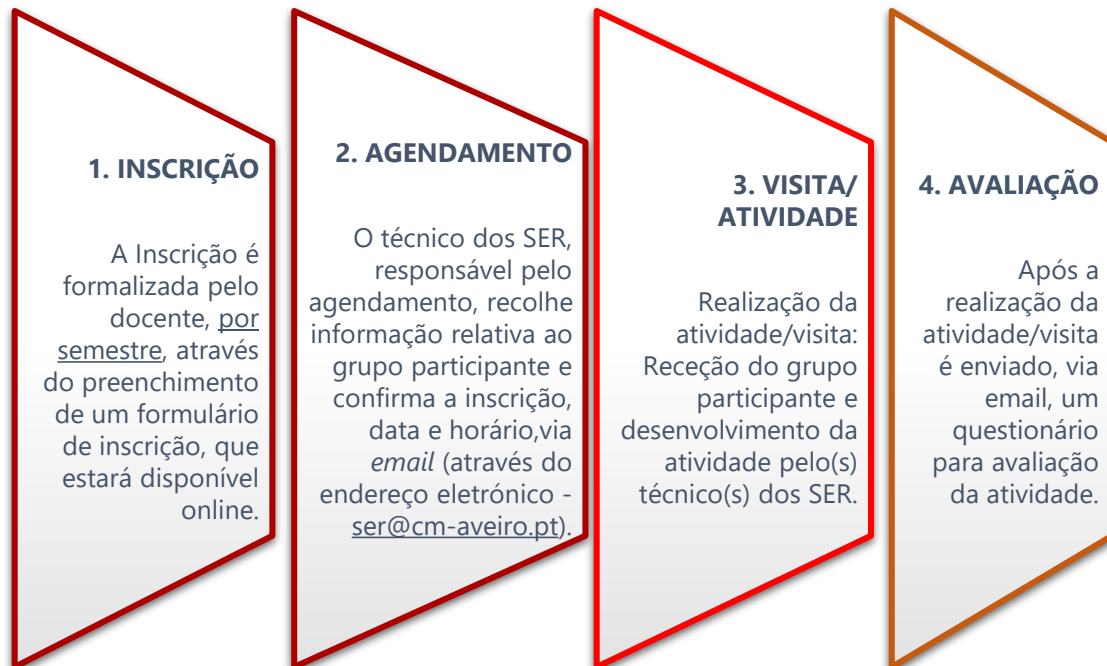 1. INSCRIÇÃO
A Inscrição é
formalizada pelo
docente, por
semestre, através
do preenchimento
de um formulário
de inscrição, que
estará disponível
online.
2. AGENDAMENTO
O técnico dos SER,
responsável pelo
agendamento, recolhe
informação relativa ao
grupo participante e
confirma a inscrição,
data e horário,via
email (através do
endereço eletrónico -
ser@cm-aveiro.pt).
3. VISITA/
ATIVIDADE
Realização da
atividade/visita:
Receção do grupo
participante e
desenvolvimento da
atividade pelo(s)
técnico(s) dos SER.
4. AVALIAÇÃO
Após a
realização da
atividade/visita
é enviado, via
email, um
questionário
para avaliação
da atividade.